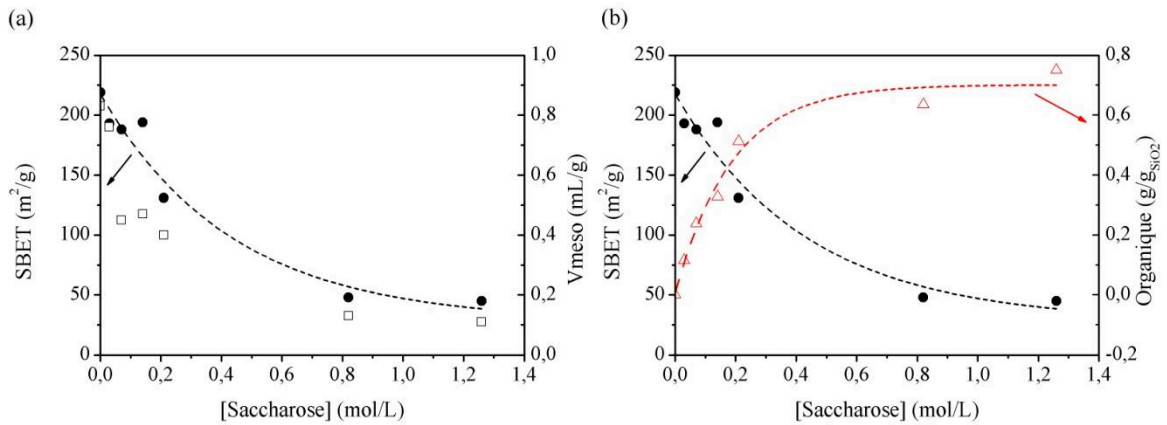 (a)
250
200
150
100
50
0
SBET (m²/g)
1,0
0,8
0,6
0,4
0,2
0,0
Vmeso (mL/g)
0,0 0,2 0,4 0,6 0,8 1,0 1,2 1,4
[Saccharose] (mol/L)
(b)
250
200
150
100
50
0
SBET (m²/g)
0,8
0,6
0,4
0,2
0,0
-0,2
Organique (g/g_SiO2)
0,0 0,2 0,4 0,6 0,8 1,0 1,2 1,4
[Saccharose] (mol/L)